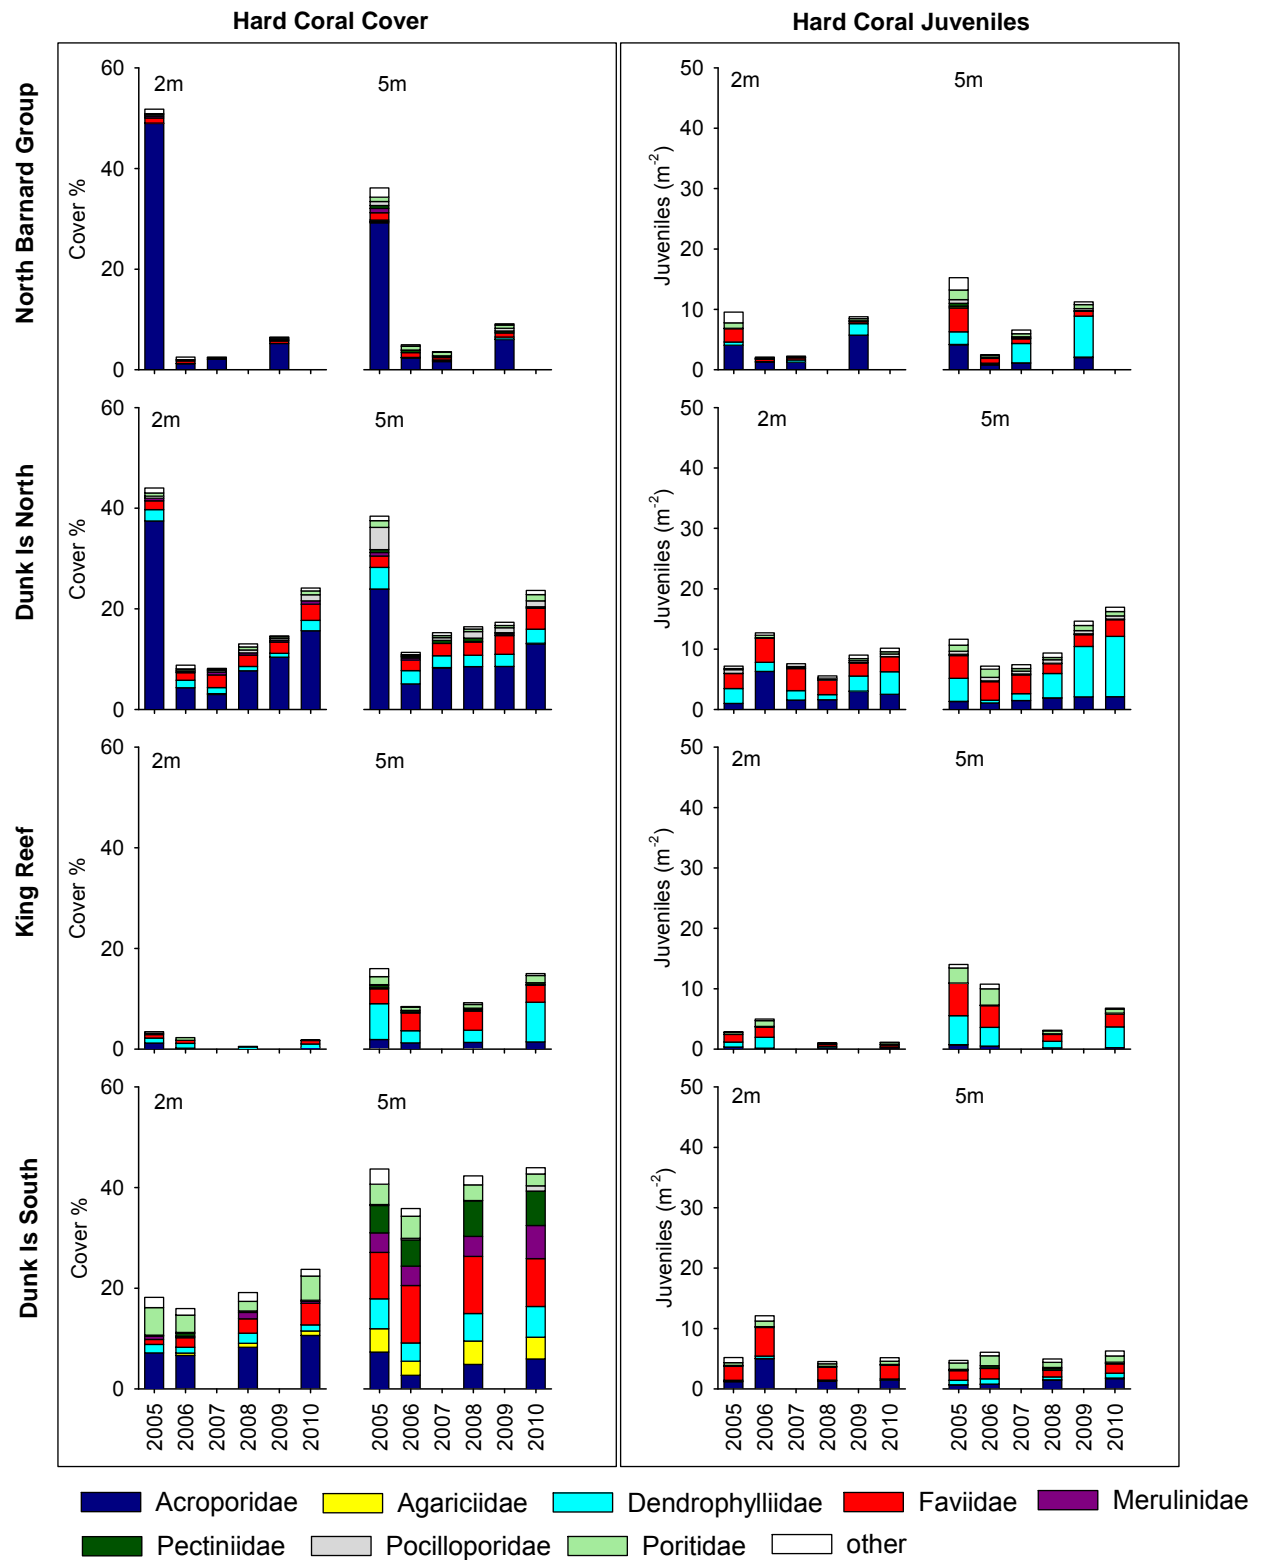 Hard Coral Cover
Hard Coral Juveniles
North Barnard Group
Cover %
60
40
20
0
2m
5m
Juveniles (m-2)
50
40
30
20
10
0
2m
5m
Dunk Is North
Cover %
60
40
20
0
2m
5m
Juveniles (m-2)
50
40
30
20
10
0
2m
5m
King Reef
Cover %
60
40
20
0
2m
5m
Juveniles (m-2)
50
40
30
20
10
0
2m
5m
Dunk Is South
Cover %
60
40
20
0
2m
5m
Juveniles (m-2)
50
40
30
20
10
0
2m
5m
2005 2006 2007 2008 2009 2010
2005 2006 2007 2008 2009 2010
2005 2006 2007 2008 2009 2010
2005 2006 2007 2008 2009 2010
Acroporidae Agariciidae Dendrophylliidae Faviidae Merulinidae
Pectiniidae Pocilloporidae Poritidae other